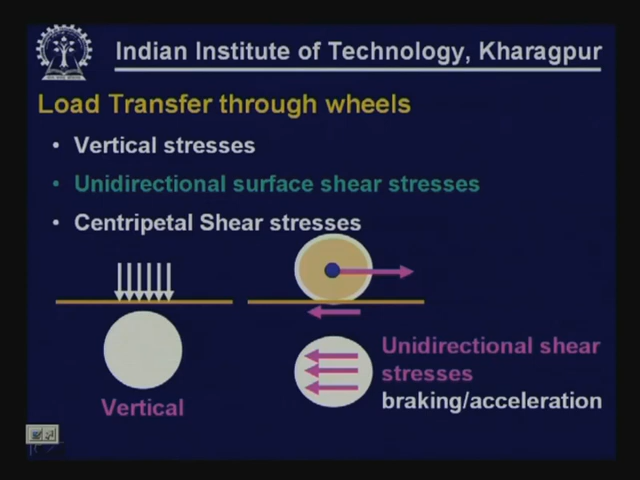 Indian Institute of Technology, Kharagpur
Load Transfer through wheels
• Vertical stresses
• Unidirectional surface shear stresses
• Centripetal Shear stresses
Vertical
Unidirectional shear
stresses
braking/acceleration